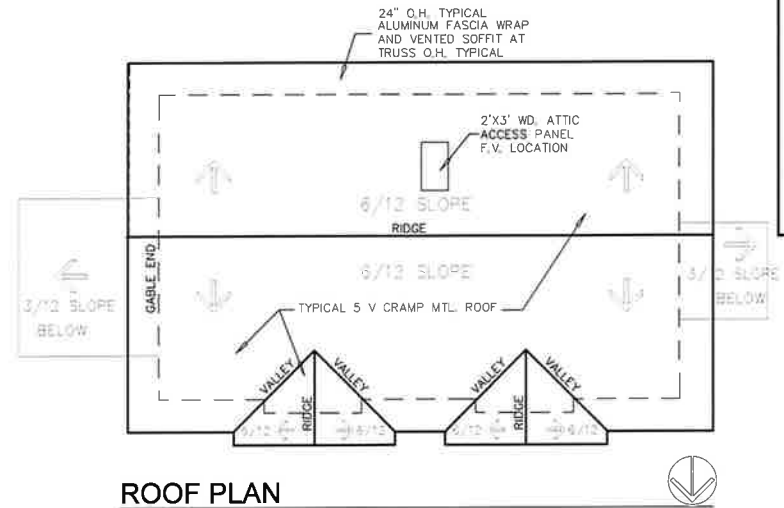 24" O.H. TYPICAL
ALUMINUM FASCIA WRAP
AND VENTED SOFFIT AT
TRUSS O.H. TYPICAL
2'X3' WD. ATTIC
ACCESS PANEL
F.V. LOCATION
6/12 SLOPE
RIDGE
GABLE END
6/12 SLOPE
3/12 SLOPE
BELOW
3/12 SLOPE
BELOW
TYPICAL 5 V CRAMP MTL. ROOF
VALLEY
VALLEY
RIDGE
6/12
6/12
VALLEY
VALLEY
RIDGE
6/12
6/12
ROOF PLAN